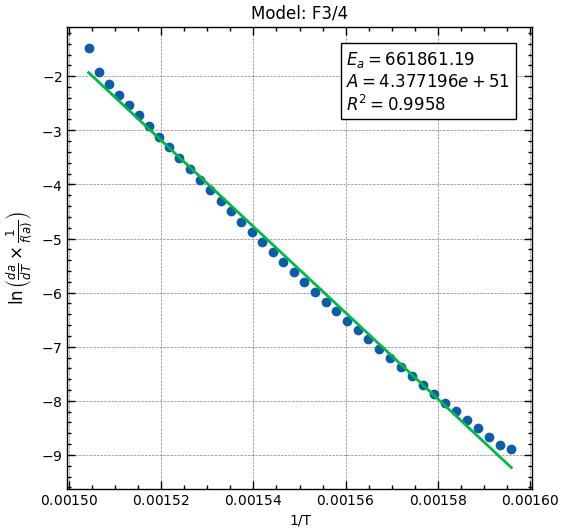 Model: F3/4
E_a = 661861.19
A = 4.377196e + 51
R^2 = 0.9958
−2
−3
−4
−5
−6
−7
−8
−9
ln (da/dT × 1/f(a))
0.00150 0.00152 0.00154 0.00156 0.00158 0.00160
1/T